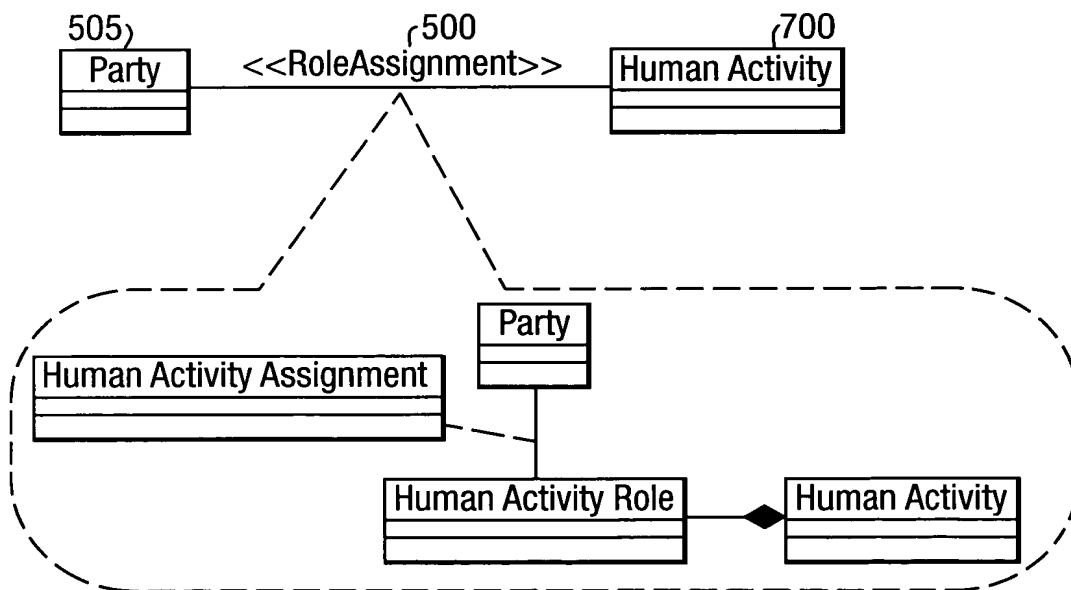 505
500
700
Party
<<RoleAssignment>>
Human Activity
Party
Human Activity Assignment
Human Activity Role
Human Activity